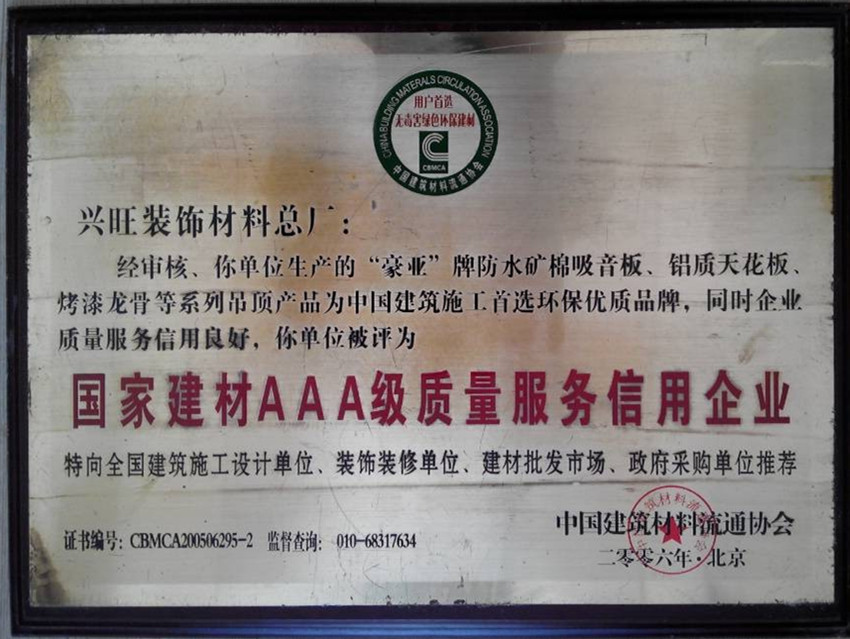 CHINA BUILDING MATERIALS CIRCULATION ASSOCIATION
用户首选
无毒害绿色环保建材
CBMCA
中国建筑材料流通协会
兴旺装饰材料总厂：
经审核、你单位生产的“豪亚”牌防水矿棉吸音板、铝质天花板、
烤漆龙骨等系列吊顶产品为中国建筑施工首选环保优质品牌，同时企业
质量服务信用良好，你单位被评为
国家建材AAA级质量服务信用企业
特向全国建筑施工设计单位、装饰装修单位、建材批发市场、政府采购单位推荐
证书编号：CBMCA200506295-2 监督查询：010-68317634
中国建筑材料流通协会
二零零六年·北京